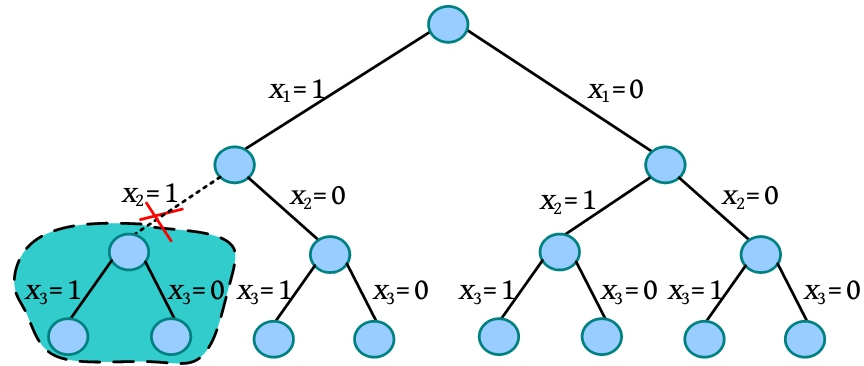 x₁= 1
x₁= 0
x₂= 1
x₂= 0
x₂= 1
x₂= 0
x₃= 1
x₃= 0
x₃= 1
x₃= 0
x₃= 1
x₃= 0
x₃= 1
x₃= 0